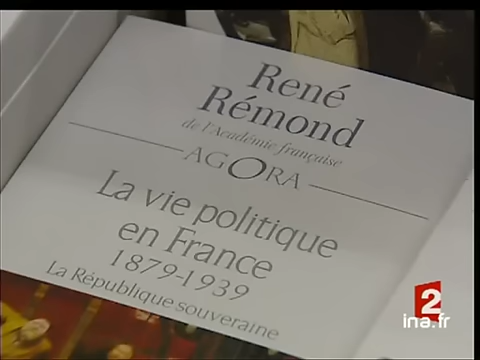 René
Rémond
de l'Académie française
AGORA
La vie politique
en France
1879-1939
La République souveraine
2
ina.fr